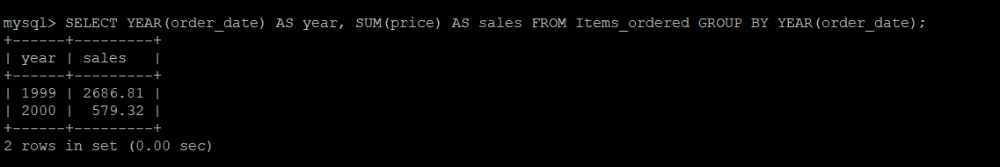 mysql> SELECT YEAR(order_date) AS year, SUM(price) AS sales FROM Items_ordered GROUP BY YEAR(order_date);
+------+---------+
| year | sales   |
+------+---------+
| 1999 | 2686.81 |
| 2000 |  579.32 |
+------+---------+
2 rows in set (0.00 sec)